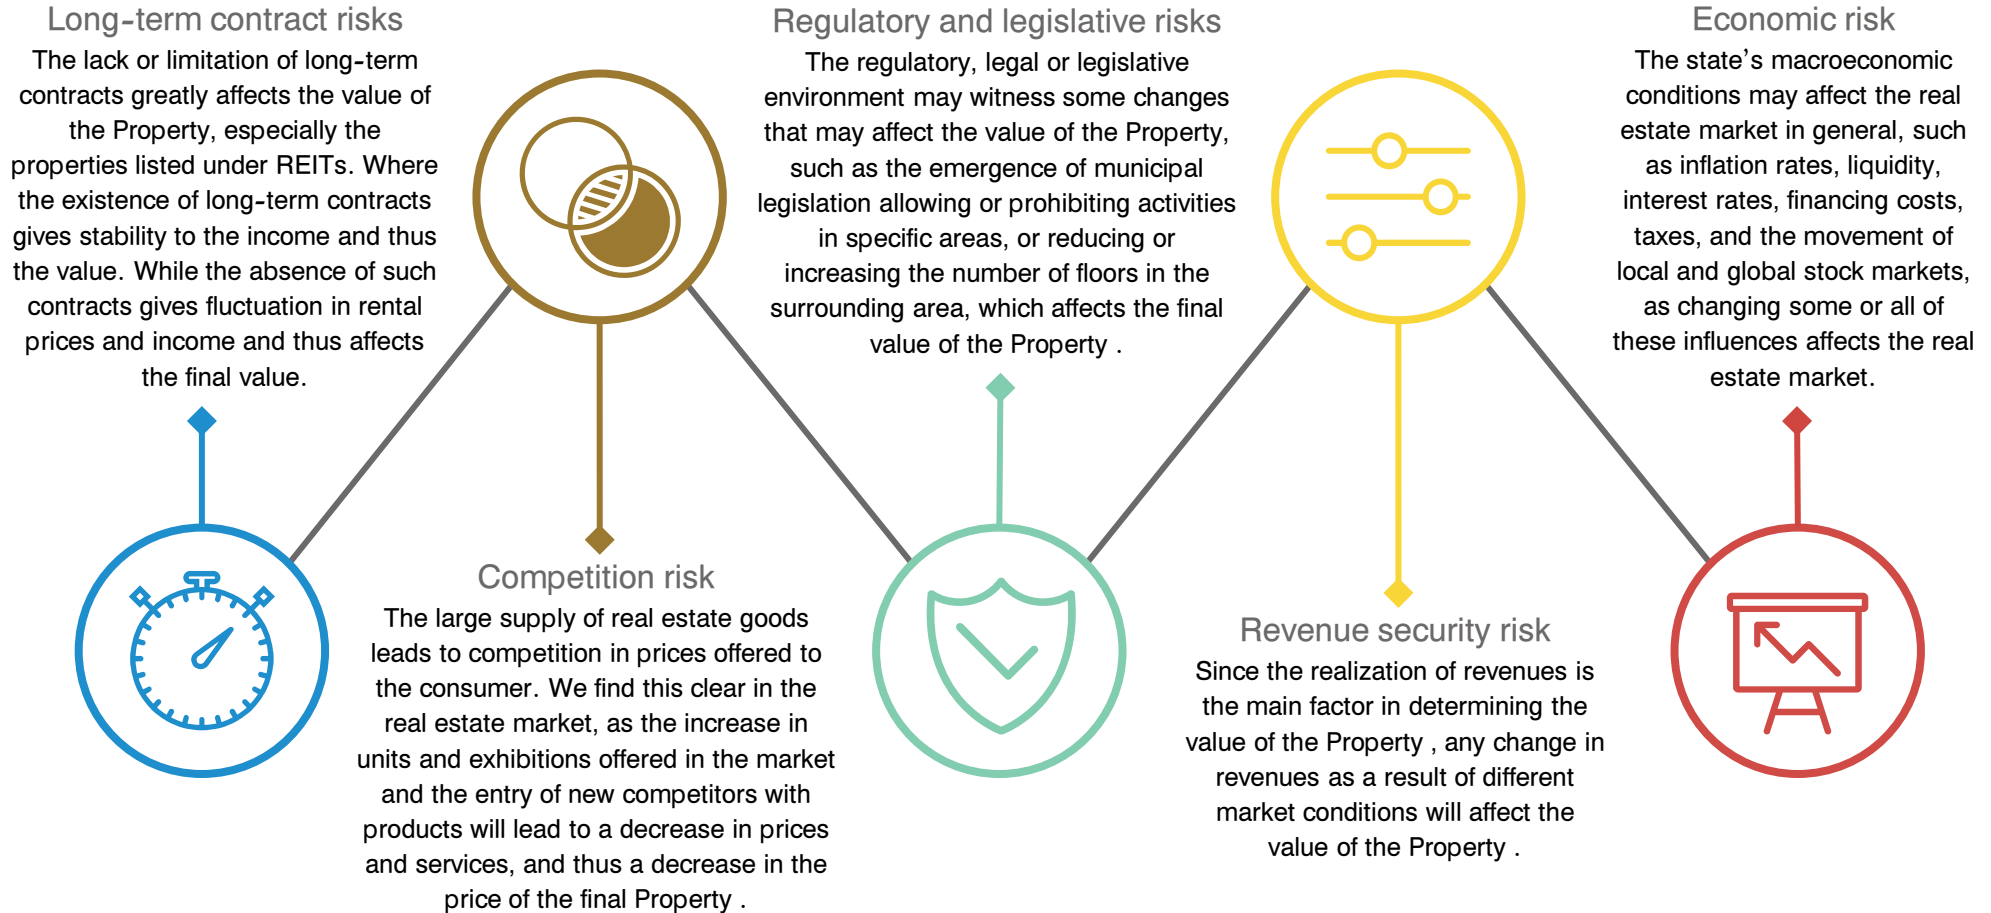 Long-term contract risks
The lack or limitation of long-term
contracts greatly affects the value of
the Property, especially the
properties listed under REITs. Where
the existence of long-term contracts
gives stability to the income and thus
the value. While the absence of such
contracts gives fluctuation in rental
prices and income and thus affects
the final value.
Competition risk
The large supply of real estate goods
leads to competition in prices offered to
the consumer. We find this clear in the
real estate market, as the increase in
units and exhibitions offered in the market
and the entry of new competitors with
products will lead to a decrease in prices
and services, and thus a decrease in the
price of the final Property .
Regulatory and legislative risks
The regulatory, legal or legislative
environment may witness some changes
that may affect the value of the Property,
such as the emergence of municipal
legislation allowing or prohibiting activities
in specific areas, or reducing or
increasing the number of floors in the
surrounding area, which affects the final
value of the Property .
Revenue security risk
Since the realization of revenues is
the main factor in determining the
value of the Property , any change in
revenues as a result of different
market conditions will affect the
value of the Property .
Economic risk
The state’s macroeconomic
conditions may affect the real
estate market in general, such
as inflation rates, liquidity,
interest rates, financing costs,
taxes, and the movement of
local and global stock markets,
as changing some or all of
these influences affects the real
estate market.